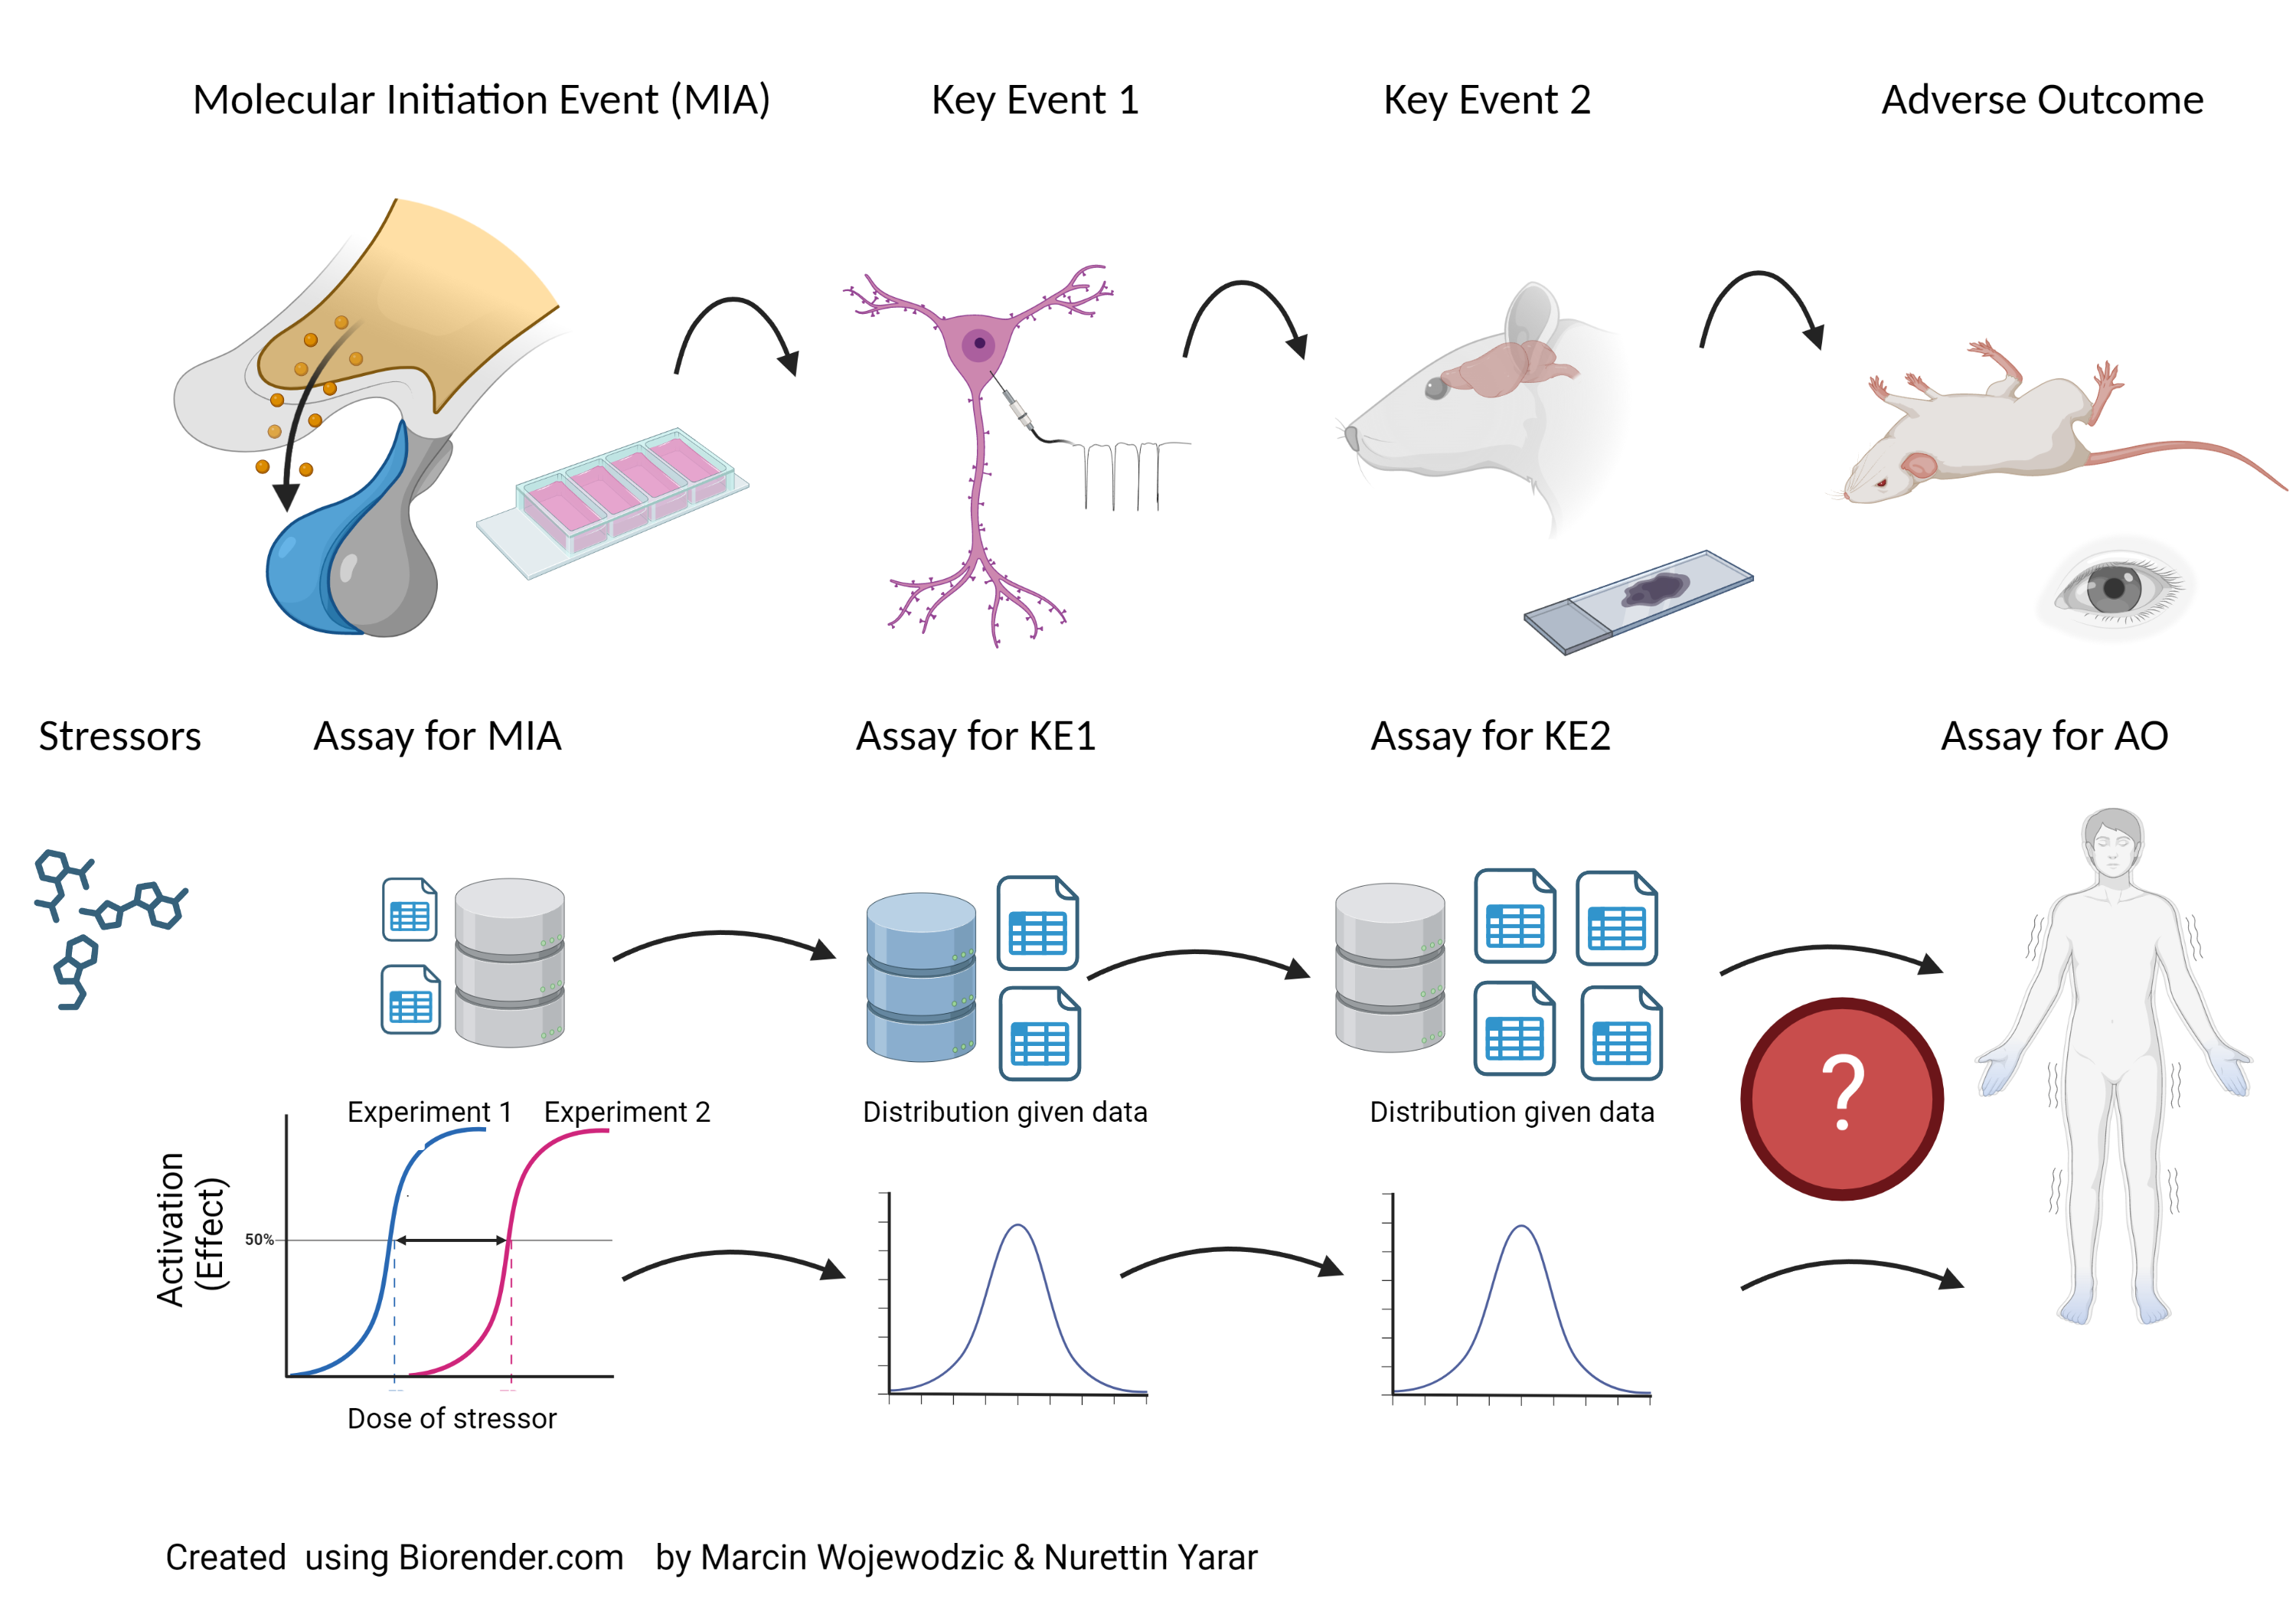 Molecular Initiation Event (MIA)
Key Event 1
Key Event 2
Adverse Outcome
Stressors
Assay for MIA
Assay for KE1
Assay for KE2
Assay for AO
?
Experiment 1
Experiment 2
Distribution given data
Distribution given data
Activation
(Effect)
50%
Dose of stressor
Created using Biorender.com by Marcin Wojewodzic & Nurettin Yarar